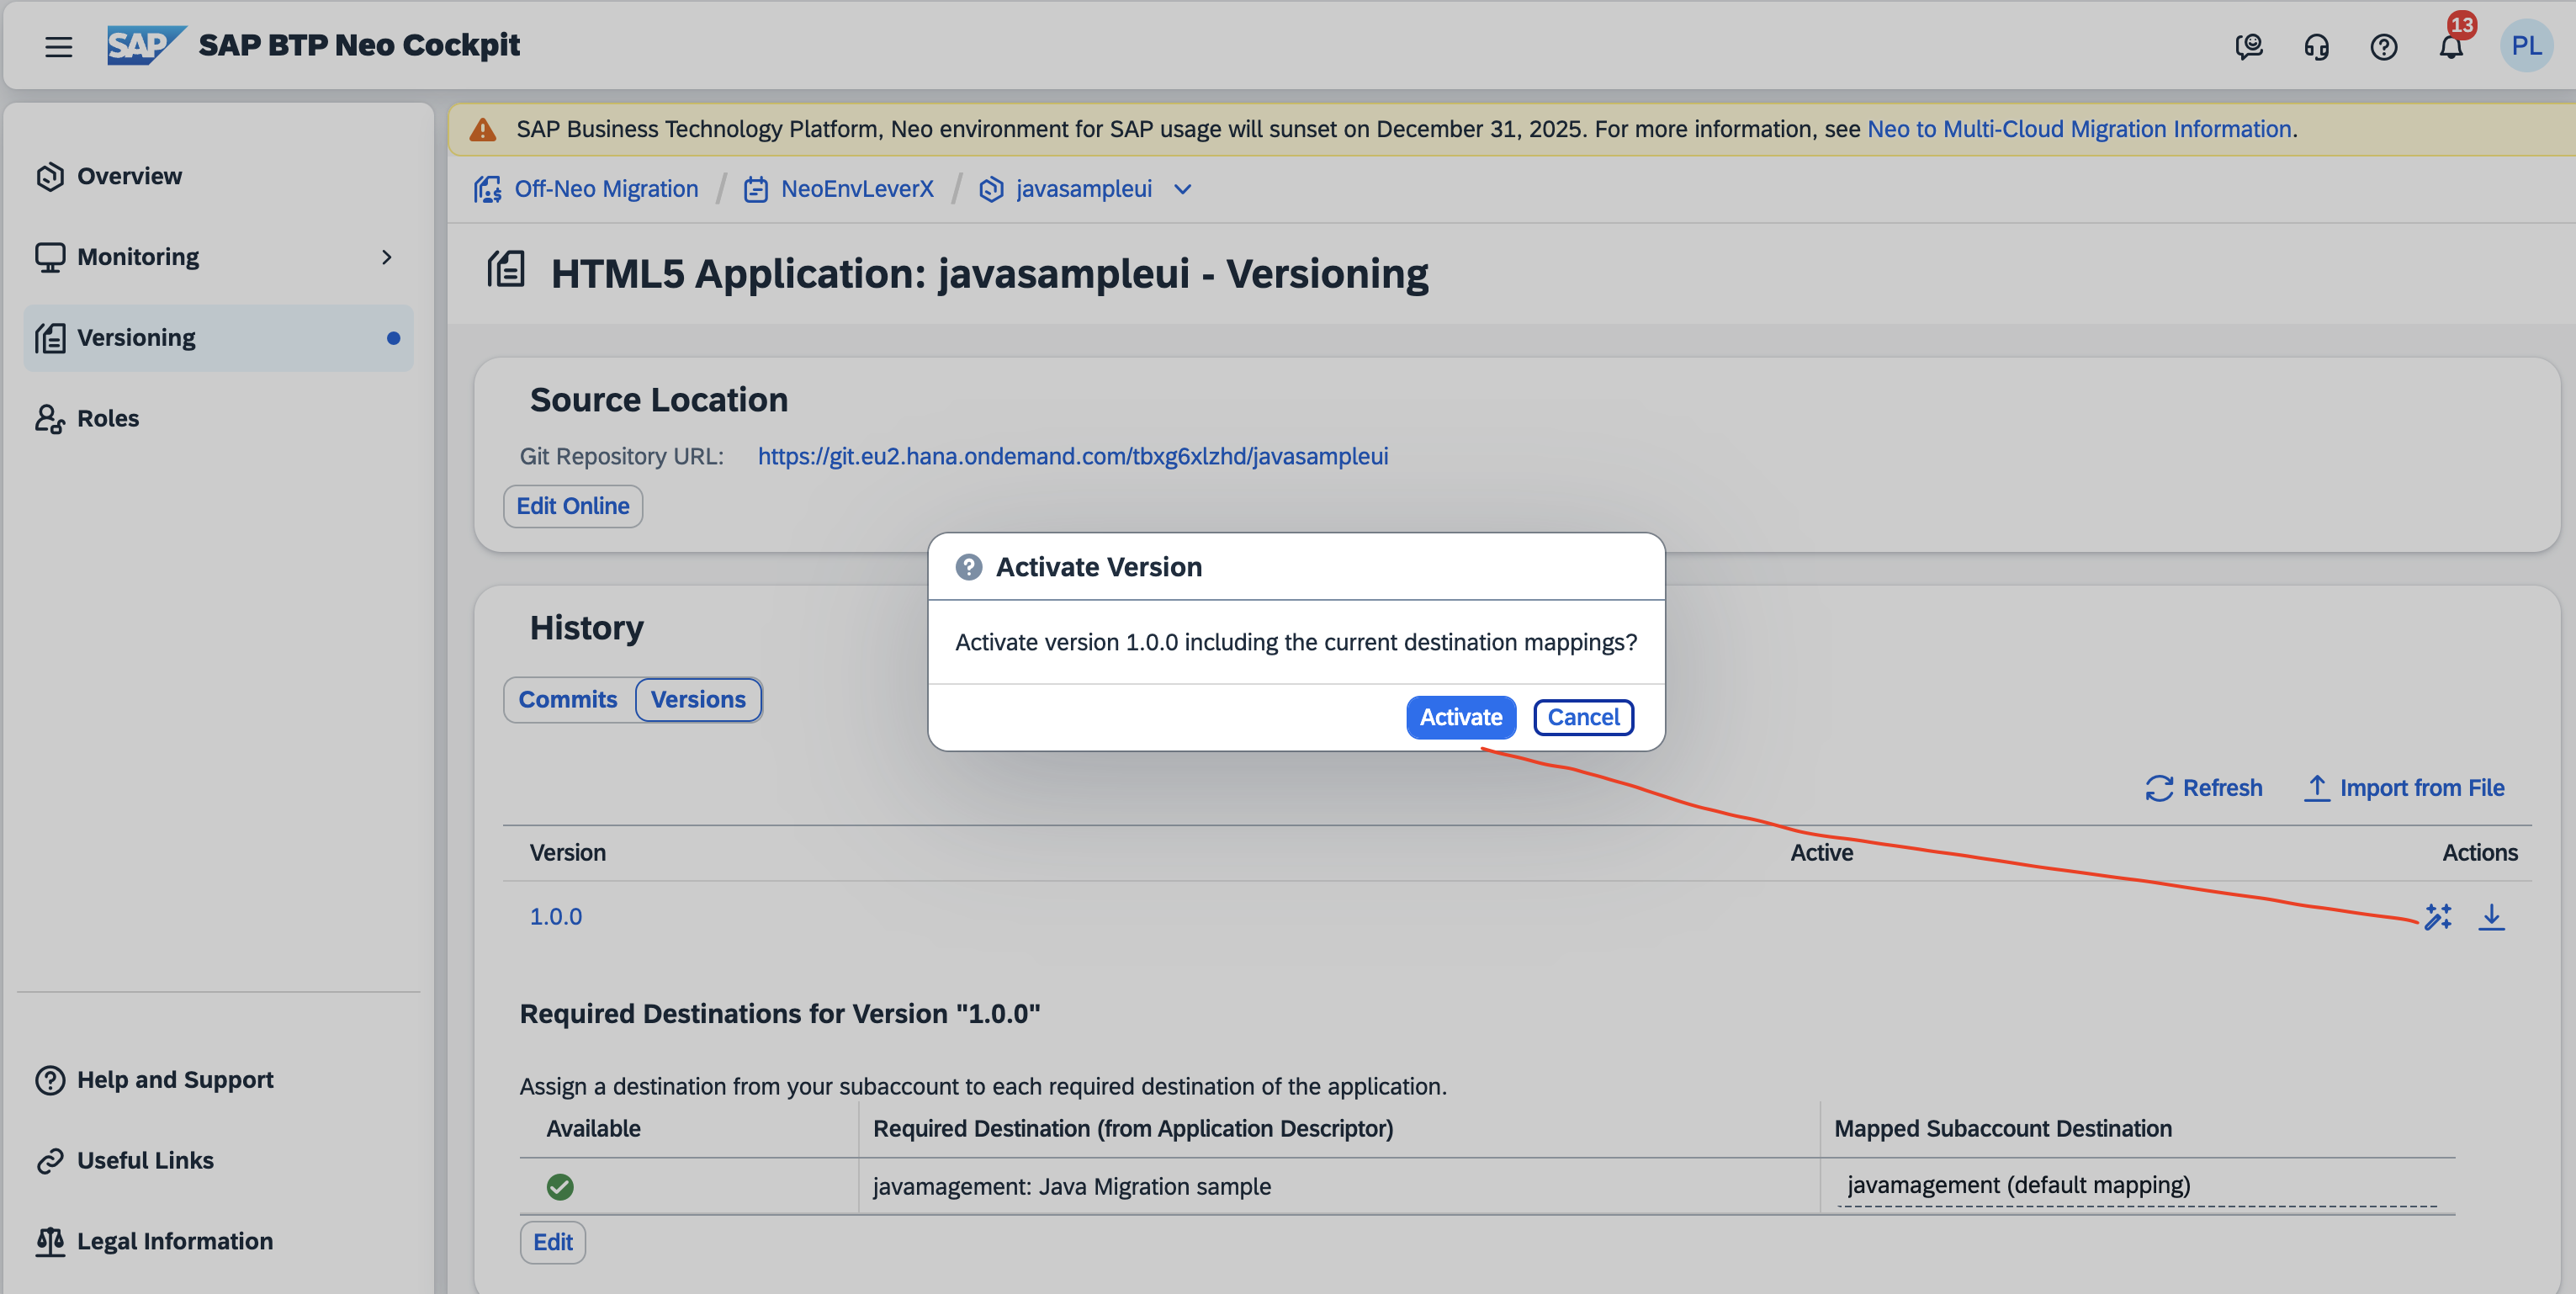 SAP SAP BTP Neo Cockpit
13
PL
Overview
Monitoring
Versioning
Roles
Help and Support
Useful Links
Legal Information
SAP Business Technology Platform, Neo environment for SAP usage will sunset on December 31, 2025. For more information, see Neo to Multi-Cloud Migration Information.
Off-Neo Migration / NeoEnvLeverX / javasampleui
HTML5 Application: javasampleui - Versioning
Source Location
Git Repository URL: https://git.eu2.hana.ondemand.com/tbxg6xlzhd/javasampleui
Edit Online
Activate Version
Activate version 1.0.0 including the current destination mappings?
Activate Cancel
History
Commits Versions
Refresh Import from File
Version Active Actions
1.0.0
Required Destinations for Version "1.0.0"
Assign a destination from your subaccount to each required destination of the application.
Available Required Destination (from Application Descriptor) Mapped Subaccount Destination
javamagement: Java Migration sample javamagement (default mapping)
Edit